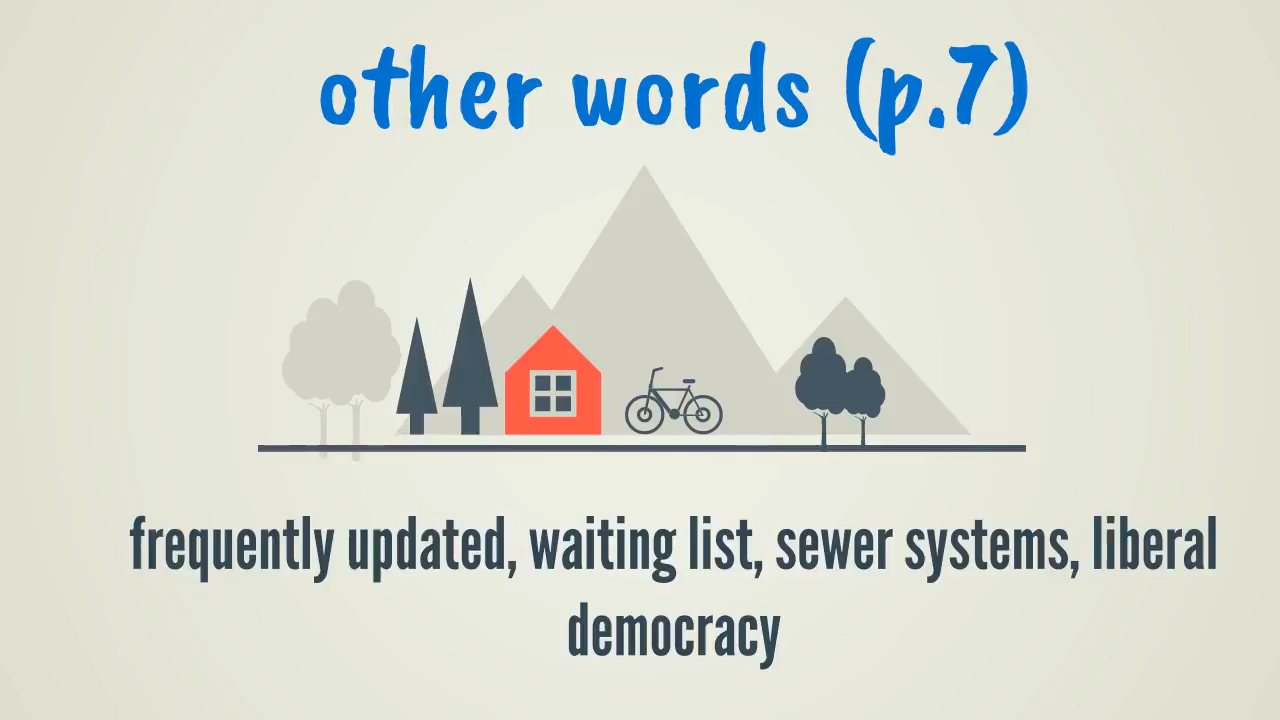 other words (p.7)
frequently updated, waiting list, sewer systems, liberal
democracy